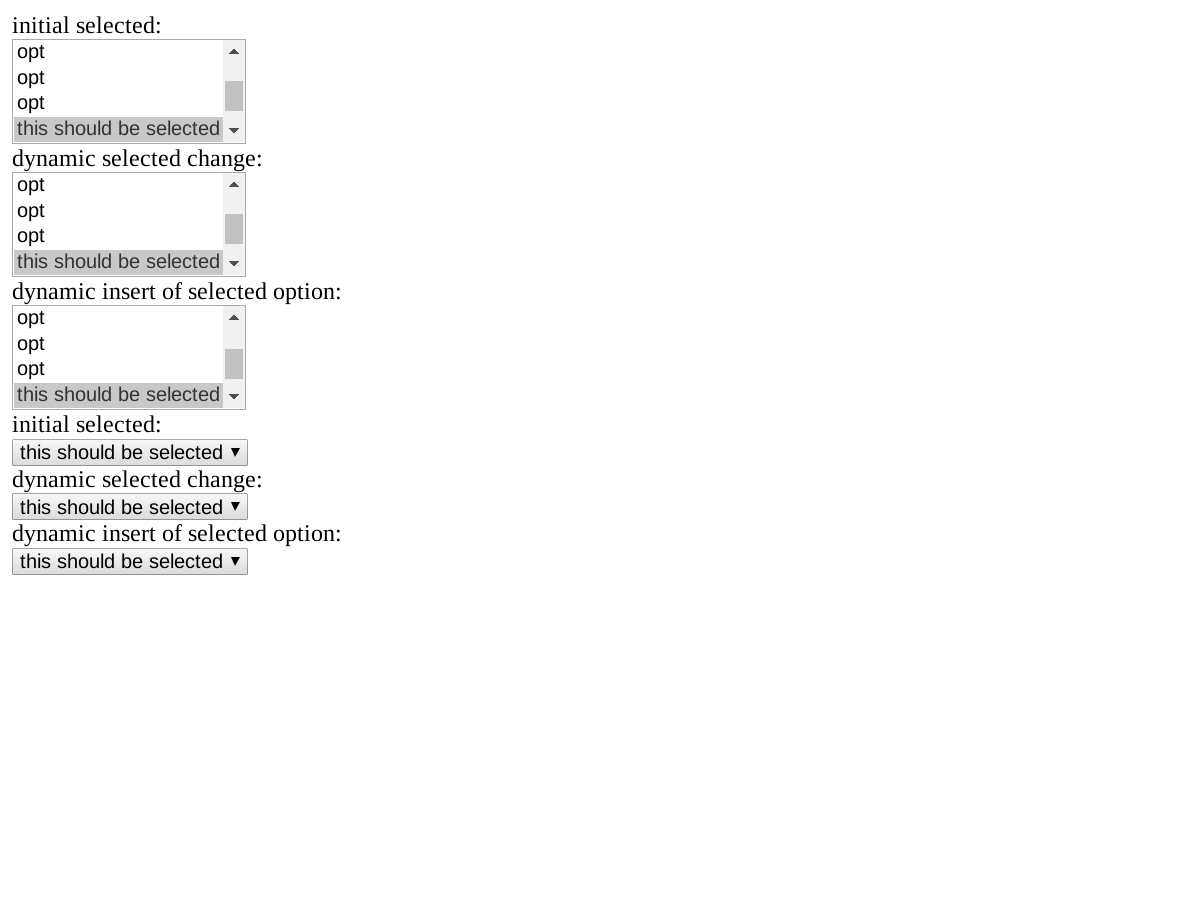 initial selected:
opt
opt
opt
this should be selected
dynamic selected change:
opt
opt
opt
this should be selected
dynamic insert of selected option:
opt
opt
opt
this should be selected
initial selected:
this should be selected
dynamic selected change:
this should be selected
dynamic insert of selected option:
this should be selected